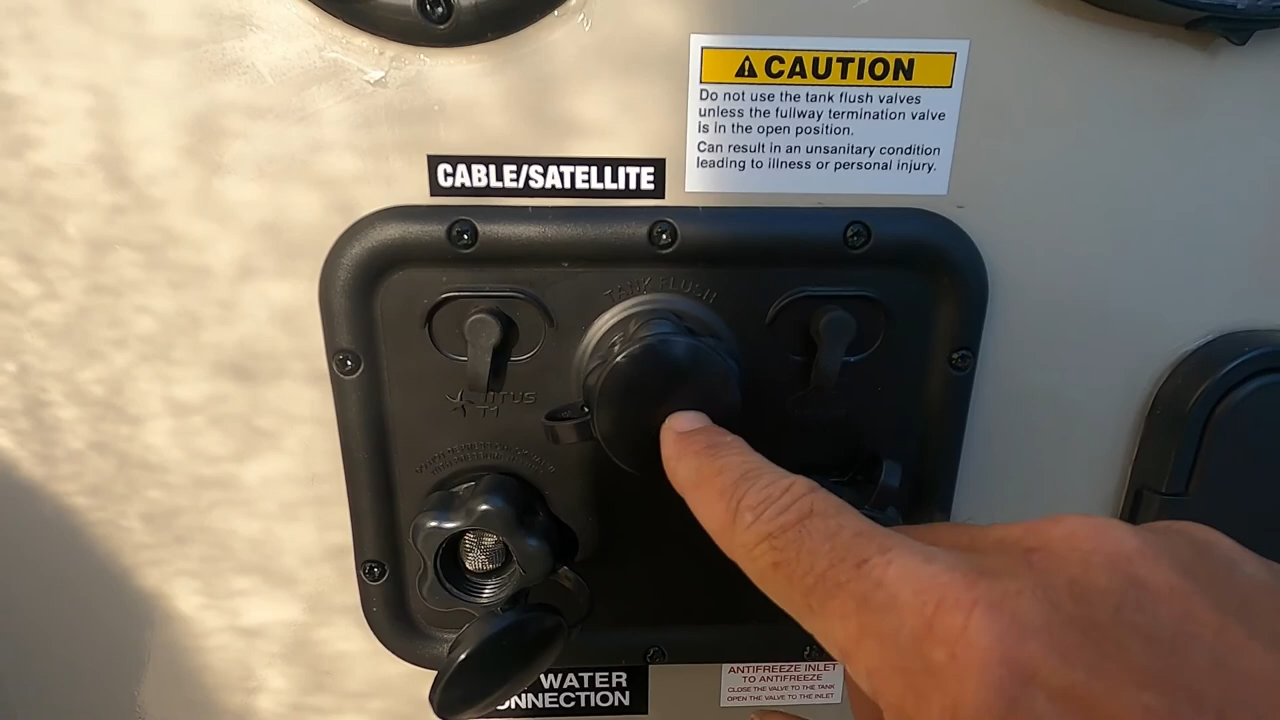 CAUTION
Do not use the tank flush valves
unless the fullway termination valve
is in the open position.
Can result in an unsanitary condition
leading to illness or personal injury.
CABLE/SATELLITE
TANK FLUSH
TITUS
T1
WATER
ANTIFREEZE INLET
TO ANTIFREEZE
CLOSE THE VALVE TO THE TANK
OPEN THE VALVE TO THE INLET